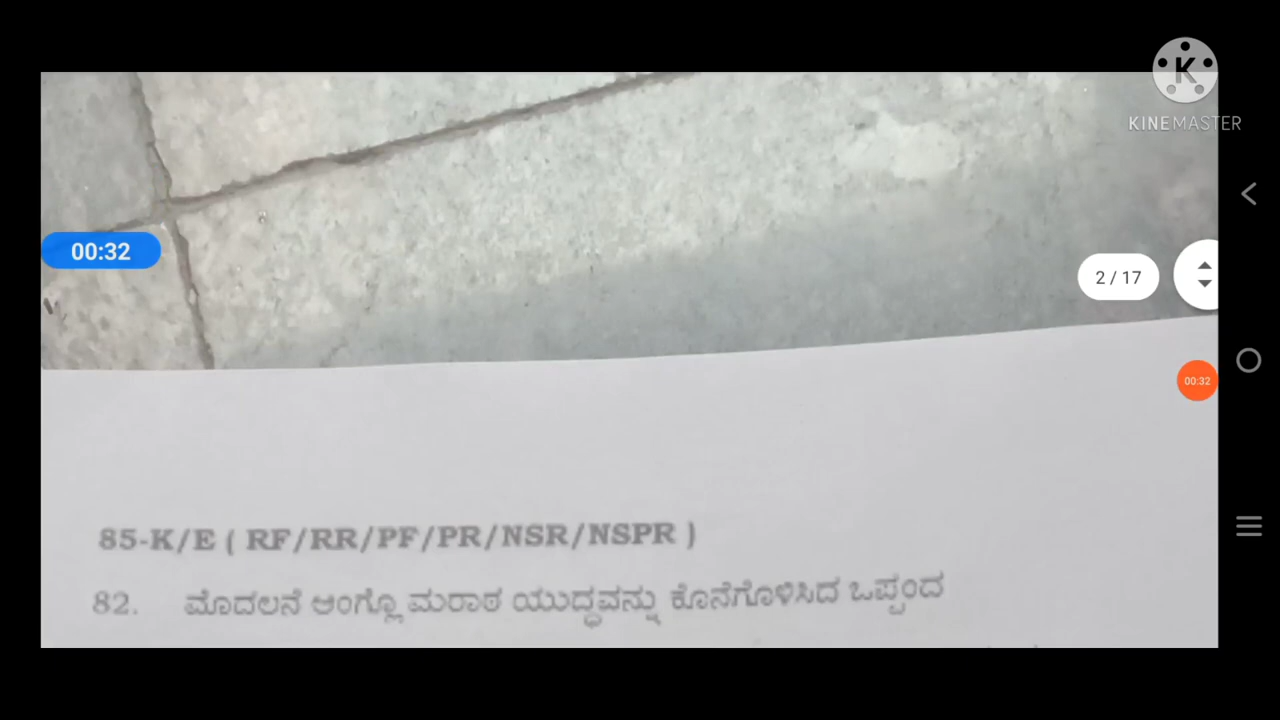 KINEMASTER
00:32
2 / 17
00:32
85-K/E ( RF/RR/PF/PR/NSR/NSPR )
82. ಮೊದಲನೆ ಆಂಗ್ಲೊ ಮರಾಠ ಯುದ್ಧವನ್ನು ಕೊನೆಗೊಳಿಸಿದ ಒಪ್ಪಂದ